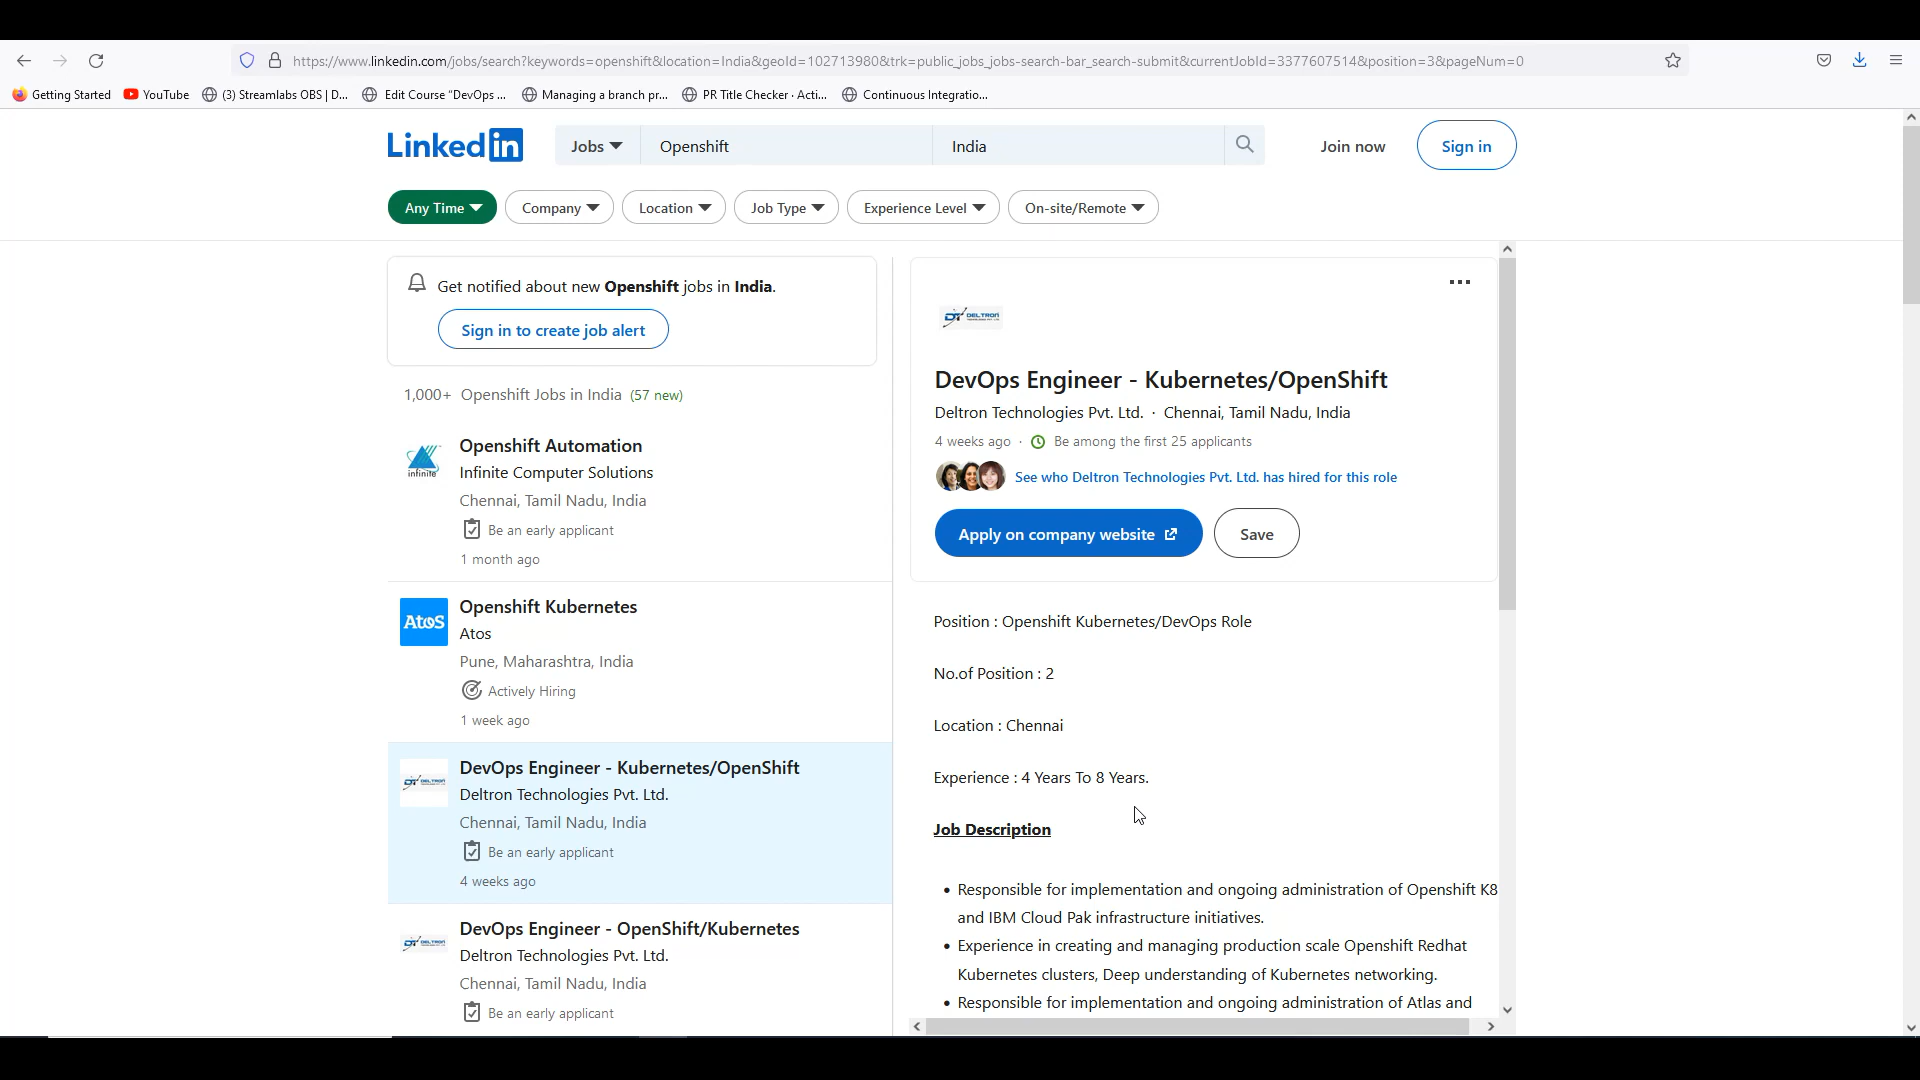 https://www.linkedin.com/jobs/search?keywords=openshift&location=India&geoId=102713980&trk=public_jobs_jobs-search-bar_search-submit&currentJobId=3377607514&position=3&pageNum=0
Getting Started YouTube (3) Streamlabs OBS | D... Edit Course "DevOps ... Managing a branch pr... PR Title Checker · Acti... Continuous Integratio...
Linked in Jobs Openshift India Join now Sign in
Any Time Company Location Job Type Experience Level On-site/Remote
Get notified about new Openshift jobs in India.
Sign in to create job alert
1,000+ Openshift Jobs in India (57 new)
infinite
Openshift Automation
Infinite Computer Solutions
Chennai, Tamil Nadu, India
Be an early applicant
1 month ago
Atos
Openshift Kubernetes
Atos
Pune, Maharashtra, India
Actively Hiring
1 week ago
DT DELTRON
DevOps Engineer - Kubernetes/OpenShift
Deltron Technologies Pvt. Ltd.
Chennai, Tamil Nadu, India
Be an early applicant
4 weeks ago
DT DELTRON
DevOps Engineer - OpenShift/Kubernetes
Deltron Technologies Pvt. Ltd.
Chennai, Tamil Nadu, India
Be an early applicant
DT DELTRON
DevOps Engineer - Kubernetes/OpenShift
Deltron Technologies Pvt. Ltd. · Chennai, Tamil Nadu, India
4 weeks ago · Be among the first 25 applicants
See who Deltron Technologies Pvt. Ltd. has hired for this role
Apply on company website Save
Position : Openshift Kubernetes/DevOps Role
No.of Position : 2
Location : Chennai
Experience : 4 Years To 8 Years.
Job Description
• Responsible for implementation and ongoing administration of Openshift K8
and IBM Cloud Pak infrastructure initiatives.
• Experience in creating and managing production scale Openshift Redhat
Kubernetes clusters, Deep understanding of Kubernetes networking.
• Responsible for implementation and ongoing administration of Atlas and